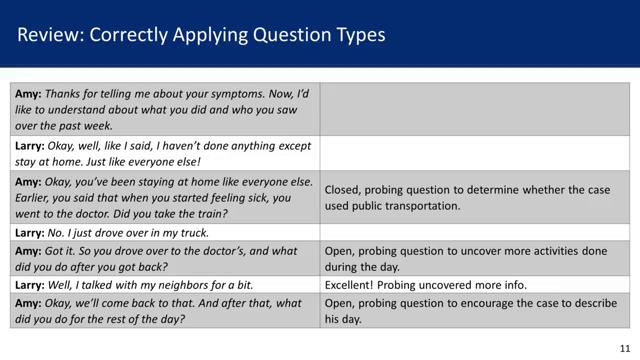 Review: Correctly Applying Question Types
Amy: Thanks for telling me about your symptoms. Now, I'd
like to understand about what you did and who you saw
over the past week.
Larry: Okay, well, like I said, I haven't done anything except
stay at home. Just like everyone else!
Amy: Okay, you've been staying at home like everyone else.
Earlier, you said that when you started feeling sick, you
went to the doctor. Did you take the train?
Closed, probing question to determine whether the case
used public transportation.
Larry: No. I just drove over in my truck.
Amy: Got it. So you drove over to the doctor's, and what
did you do after you got back?
Open, probing question to uncover more activities done
during the day.
Larry: Well, I talked with my neighbors for a bit.
Excellent! Probing uncovered more info.
Amy: Okay, we'll come back to that. And after that, what
did you do for the rest of the day?
Open, probing question to encourage the case to describe
his day.
11